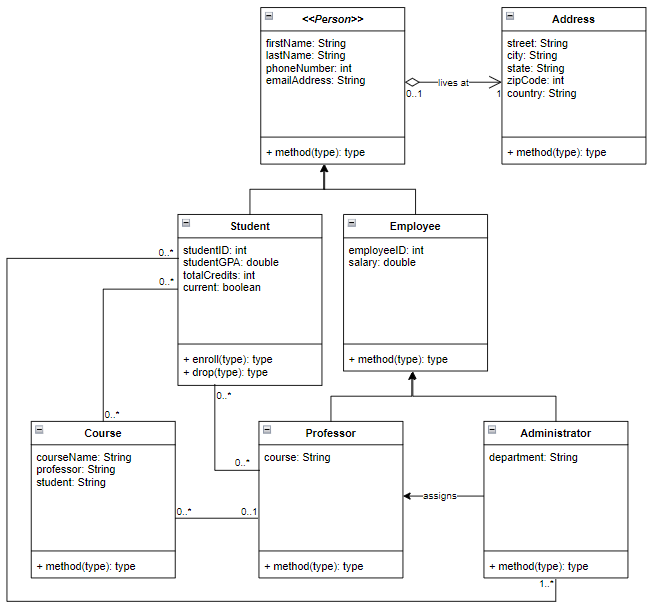 <<Person>>
firstName: String
lastName: String
phoneNumber: int
emailAddress: String
+ method(type): type
Address
street: String
city: String
state: String
zipCode: int
country: String
+ method(type): type
0..1
lives at
1
Student
studentID: int
studentGPA: double
totalCredits: int
current: boolean
+ enroll(type): type
+ drop(type): type
Employee
employeeID: int
salary: double
+ method(type): type
0..*
0..*
0..*
0..*
0..*
Course
courseName: String
professor: String
student: String
+ method(type): type
0..*
0..1
Professor
course: String
+ method(type): type
assigns
Administrator
department: String
+ method(type): type
1..*